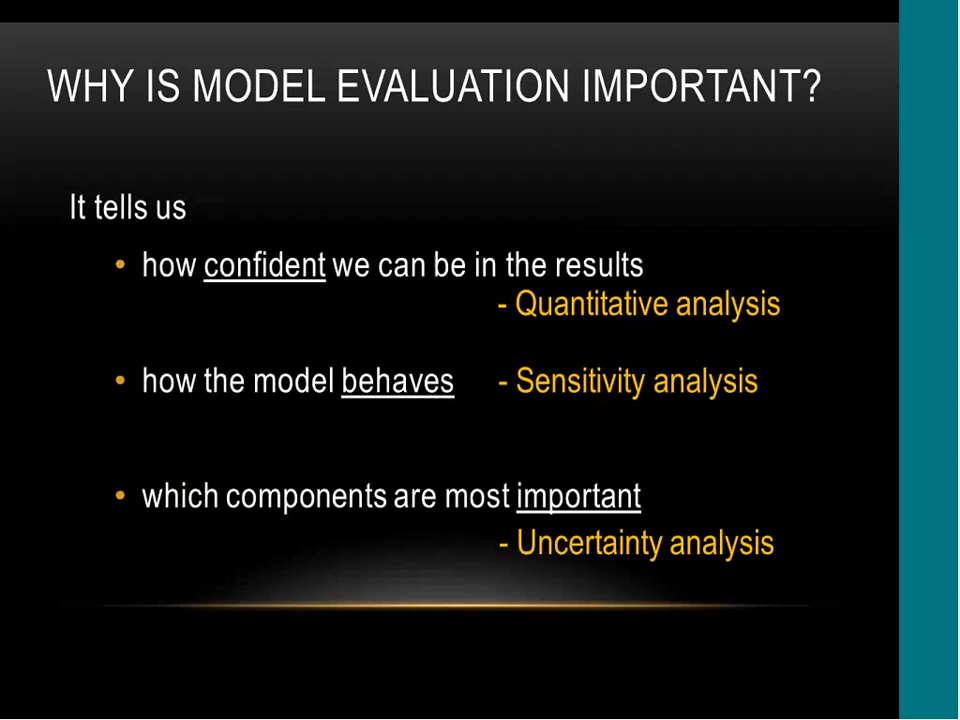 WHY IS MODEL EVALUATION IMPORTANT?
It tells us
• how confident we can be in the results
- Quantitative analysis
• how the model behaves - Sensitivity analysis
• which components are most important
- Uncertainty analysis